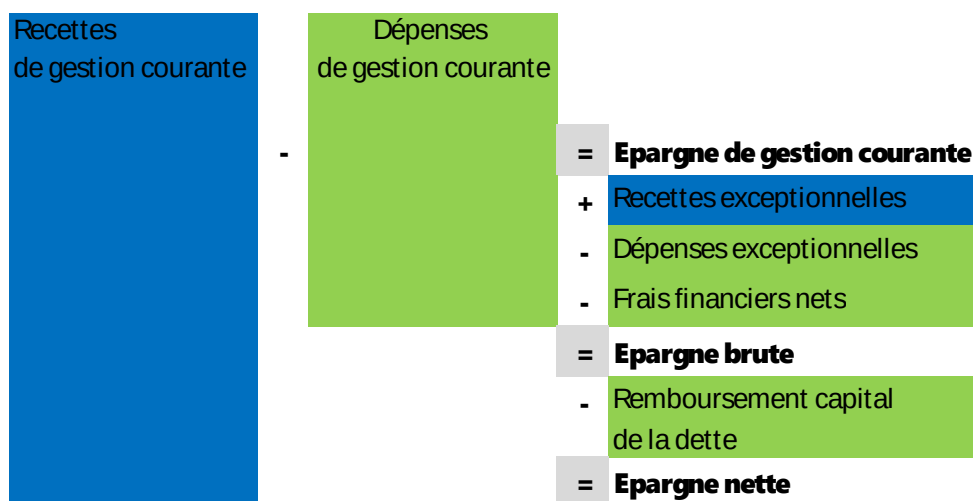 Recettes
de gestion courante
Dépenses
de gestion courante
- = Epargne de gestion courante
+ Recettes exceptionnelles
- Dépenses exceptionnelles
- Frais financiers nets
= Epargne brute
- Remboursement capital
de la dette
= Epargne nette